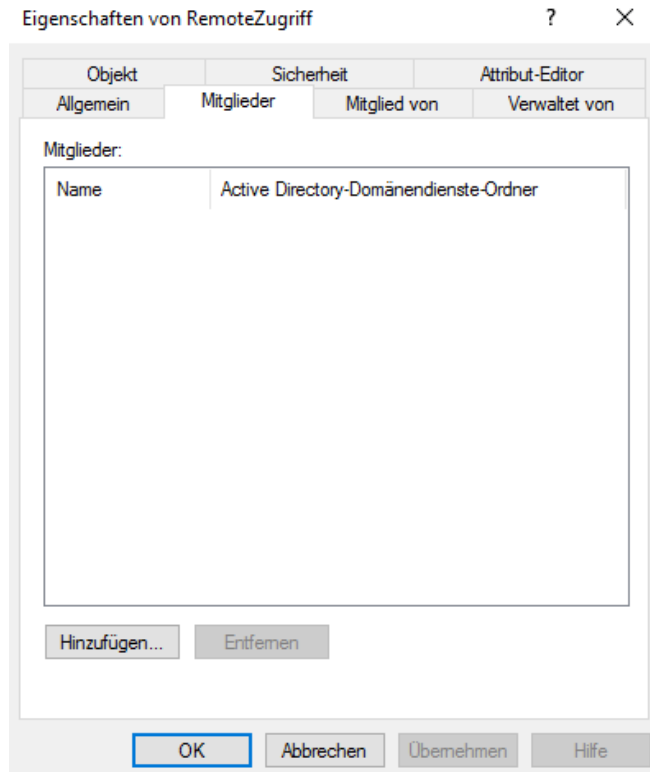 Eigenschaften von RemoteZugriff ? X
Objekt Sicherheit Attribut-Editor
Allgemein Mitglieder Mitglied von Verwaltet von
Mitglieder:
Name Active Directory-Domänendienste-Ordner
Hinzufügen... Entfernen
OK Abbrechen Übernehmen Hilfe